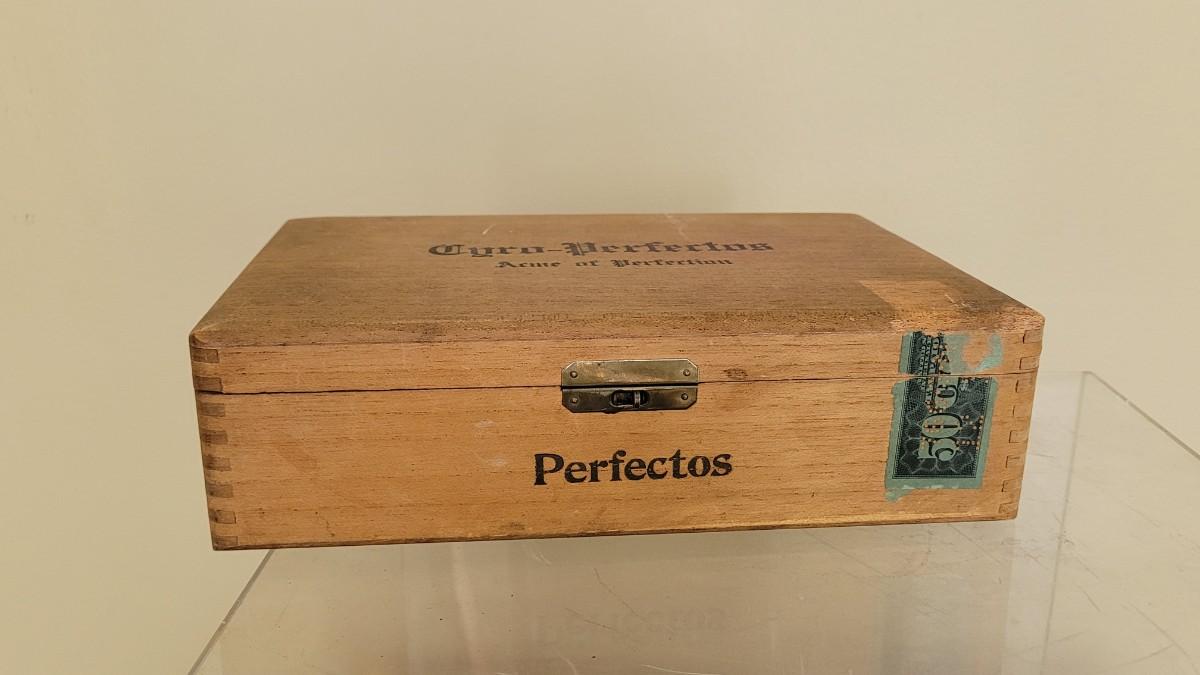 Cyro-Perfectos
Acme of Perfection
Perfectos
50 C